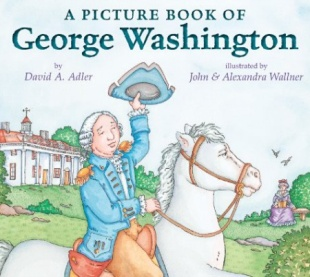 A PICTURE BOOK OF
George Washington
by
David A. Adler
illustrated by
John & Alexandra Wallner